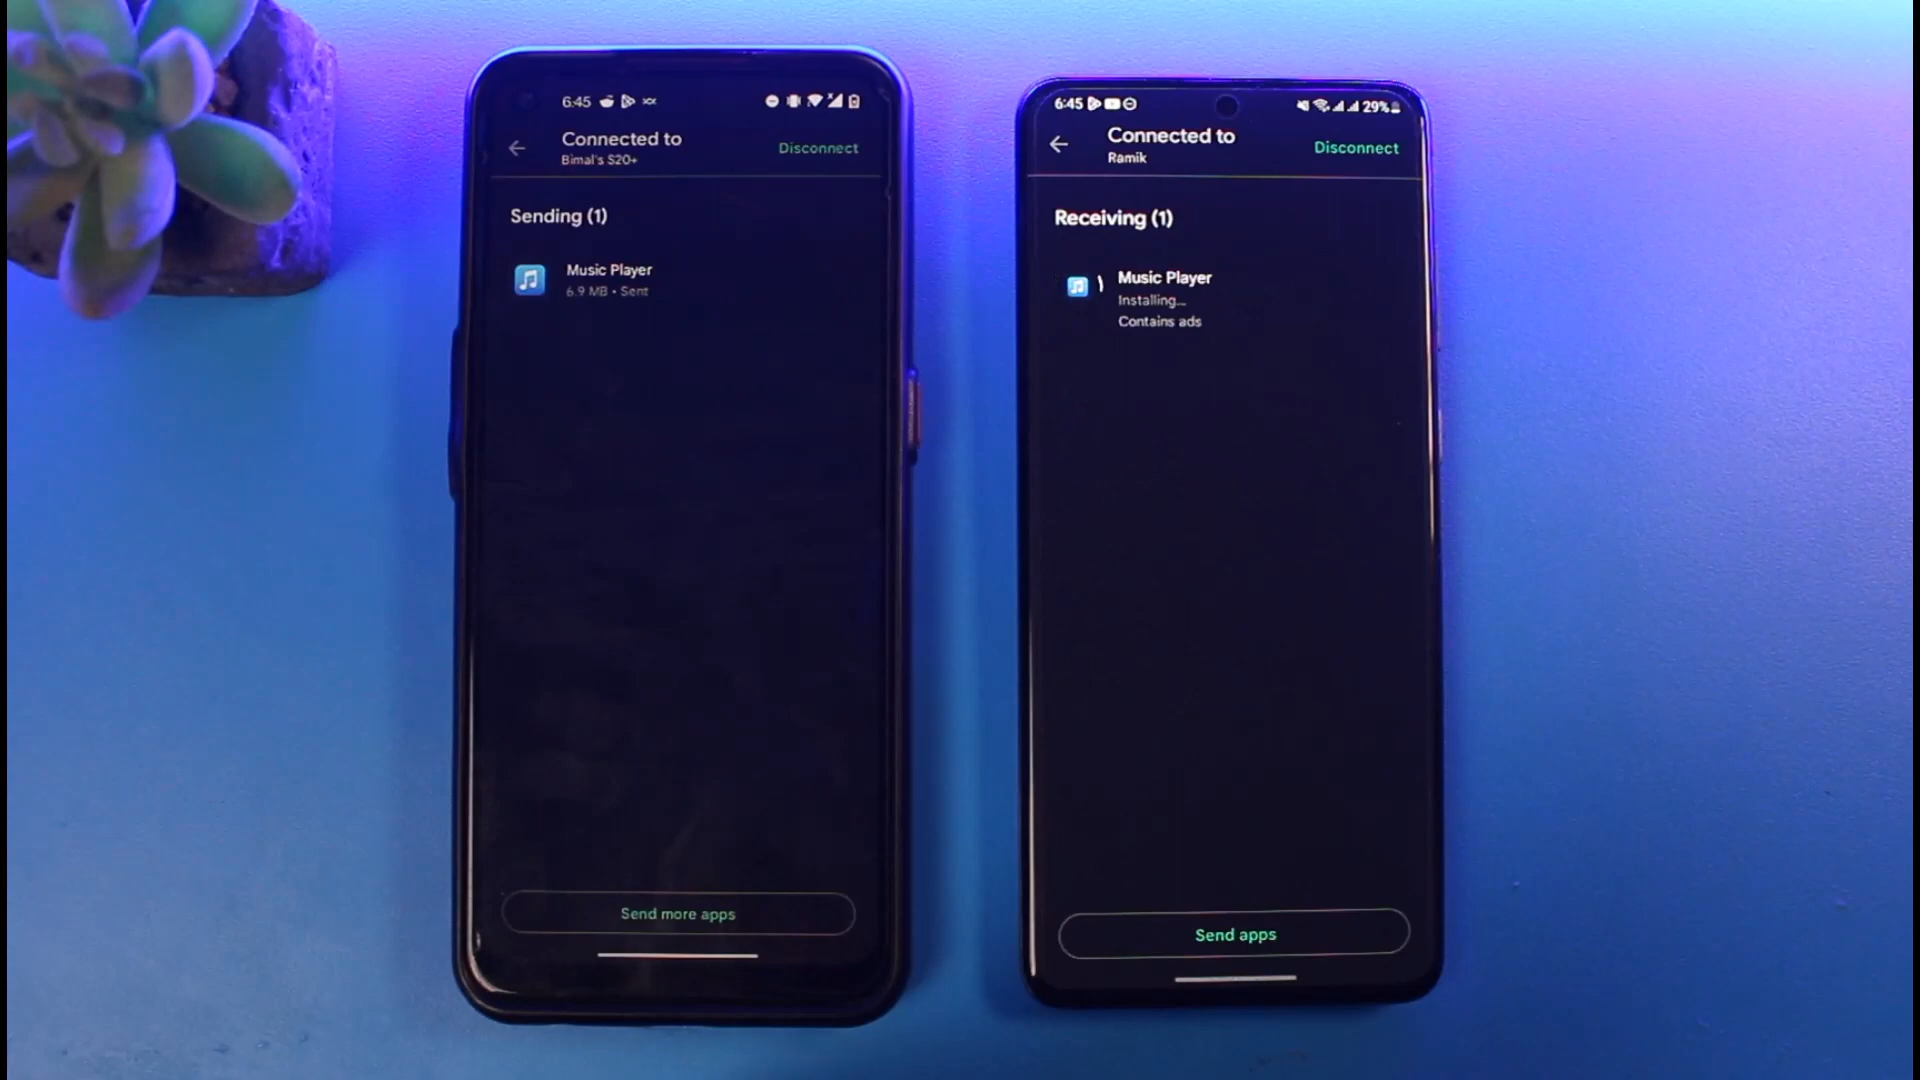 6:45
Connected to
Bimal's S20+
Disconnect
Sending (1)
Music Player
6.9 MB • Sent
Send more apps
6:45
29%
Connected to
Ramik
Disconnect
Receiving (1)
Music Player
Installing...
Contains ads
Send apps